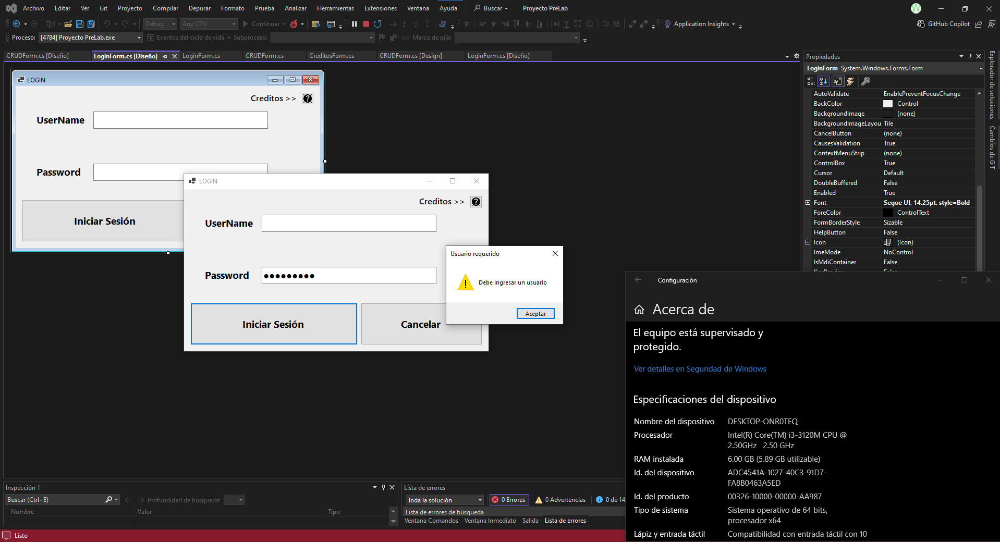 Archivo Editar Ver Git Proyecto Compilar Depurar Formato Prueba Analizar Herramientas Extensiones Ventana Ayuda Buscar Proyecto PreLab
Debug Any CPU Continuar Application Insights GitHub Copilot
Proceso: [4784] Proyecto PreLab.exe Eventos del ciclo de vida Subproceso: Marco de pila:
CRUDForm.cs [Diseño] LoginForm.cs [Diseño] LoginForm.cs CRUDForm.cs CreditosForm.cs CRUDForm.cs [Design] LoginForm.cs [Diseño]
LOGIN
Creditos >>
UserName
Password
Iniciar Sesión
LOGIN
Creditos >>
UserName
Password
●●●●●●●●●
Iniciar Sesión
Cancelar
Usuario requerido
Debe ingresar un usuario
Aceptar
Propiedades
LoginForm System.Windows.Forms.Form
AutoValidate EnablePreventFocusChange
BackColor Control
BackgroundImage (none)
BackgroundImageLayou Tile
CancelButton (none)
CausesValidation True
ContextMenuStrip (none)
ControlBox True
Cursor Default
DoubleBuffered False
Enabled True
Font Segoe UI, 14.25pt, style=Bold
ForeColor ControlText
FormBorderStyle Sizable
HelpButton False
Icon (Icon)
ImeMode NoControl
IsMdiContainer False
Explorador de soluciones
Cambios de GIT
Configuración
Acerca de
El equipo está supervisado y
protegido.
Ver detalles en Seguridad de Windows
Especificaciones del dispositivo
Nombre del dispositivo DESKTOP-ONR0TEQ
Procesador Intel(R) Core(TM) i3-3120M CPU @
2.50GHz 2.50 GHz
RAM instalada 6.00 GB (5.89 GB utilizable)
Id. del dispositivo ADC4541A-1027-40C3-91D7-
FA8B0463A5ED
Id. del producto 00326-10000-00000-AA987
Tipo de sistema Sistema operativo de 64 bits,
procesador x64
Lápiz y entrada táctil Compatibilidad con entrada táctil con 10
Inspección 1
Buscar (Ctrl+E) Profundidad de búsqueda:
Nombre Valor Tipo
Lista de errores
Toda la solución 0 Errores 0 Advertencias 0 de 14
Lista de errores de búsqueda
Ventana Comandos Ventana Inmediato Salida Lista de errores
Listo